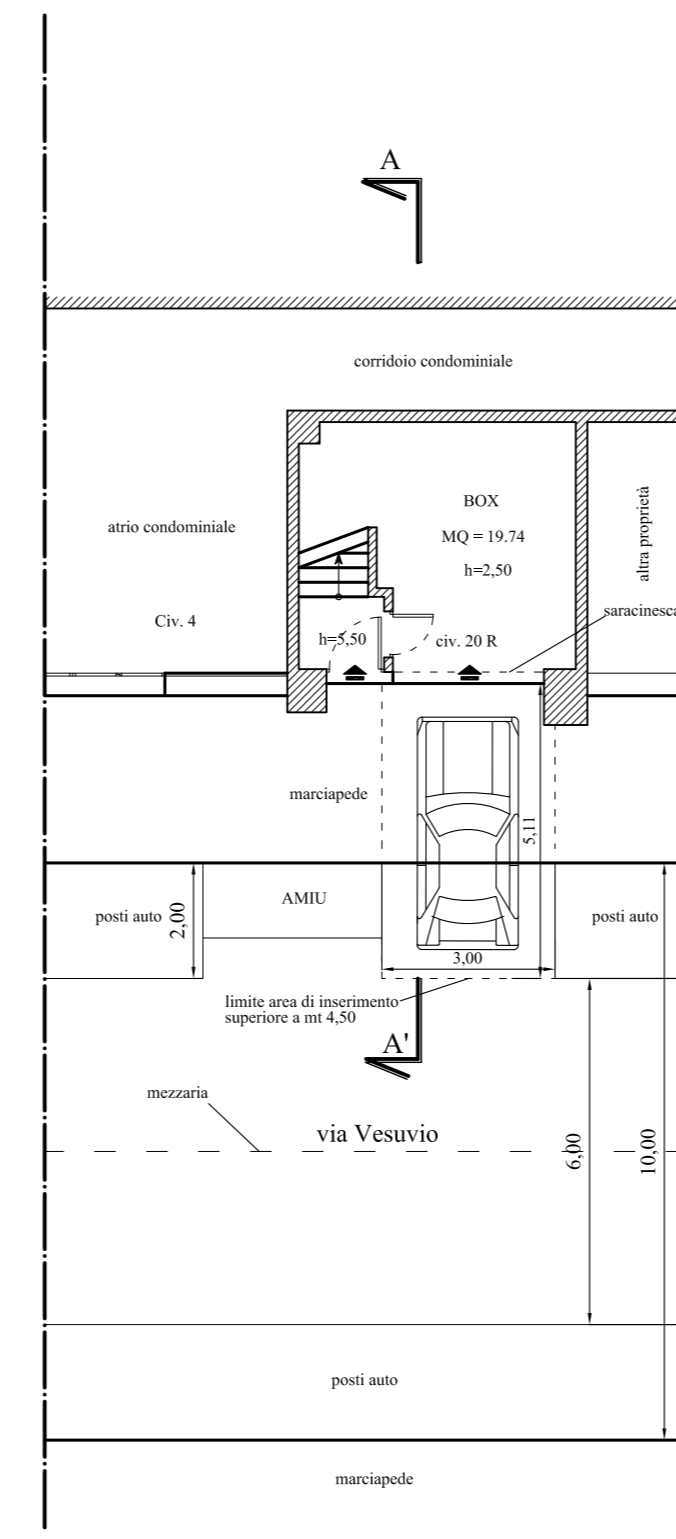 A
corridoio condominiale
BOX
MQ = 19.74
h=2,50
altra proprietà
atrio condominiale
saracinesca
Civ. 4
h=5,50
civ. 20 R
marciapede
5,11
posti auto
2,00
AMIU
posti auto
3,00
limite area di inserimento
superiore a mt 4,50
A'
mezzaria
via Vesuvio
6,00
10,00
posti auto
marciapede